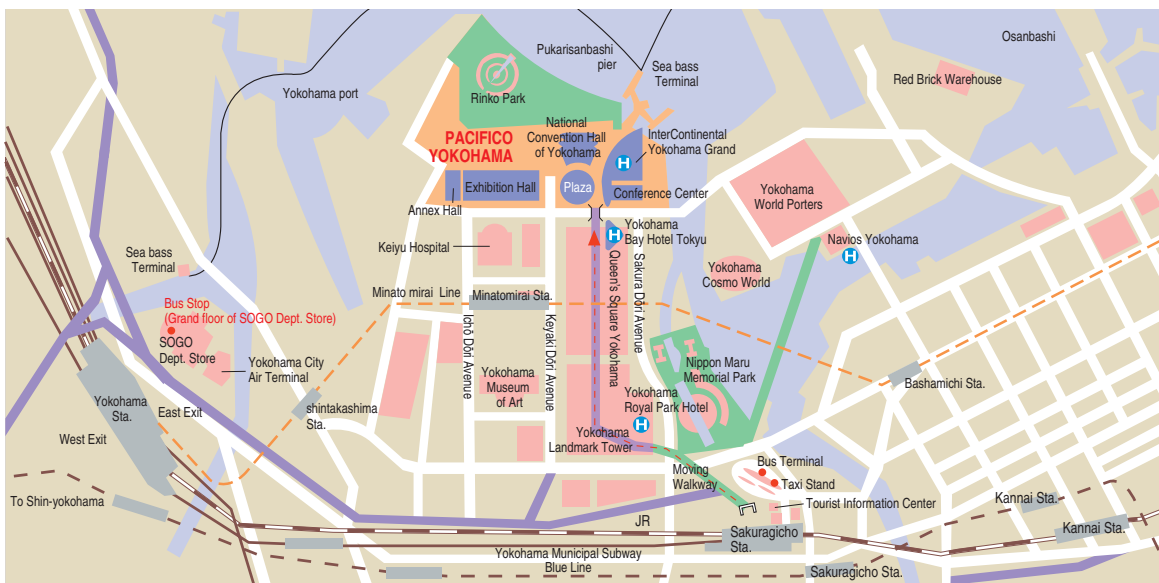 Osanbashi
Pukarisanbashi
pier
Sea bass
Terminal
Red Brick Warehouse
Yokohama port
Rinko Park
National
Convention Hall
of Yokohama
InterContinental
Yokohama Grand
PACIFICO
YOKOHAMA
H
Exhibition Hall
Plaza
Conference Center
Yokohama
World Porters
Annex Hall
Keiyu Hospital
H
Yokohama
Bay Hotel Tokyu
Navios Yokohama
H
Sea bass
Terminal
Yokohama
Cosmo World
Minato mirai Line
Minatomirai Sta.
Queen's Square Yokohama
Sakura Dōri Avenue
Bus Stop
(Grand floor of SOGO Dept. Store)
SOGO
Dept. Store
Ichō Dōri Avenue
Keyaki Dōri Avenue
Nippon Maru
Memorial Park
Yokohama City
Air Terminal
Yokohama
Museum
of Art
Bashamichi Sta.
Yokohama
Sta.
East Exit
shintakashima
Sta.
Yokohama
Royal Park Hotel
H
West Exit
Yokohama
Landmark Tower
Moving
Walkway
Bus Terminal
Taxi Stand
To Shin-yokohama
Tourist Information Center
Kannai Sta.
JR
Sakuragicho
Sta.
Kannai Sta.
Yokohama Municipal Subway
Blue Line
Sakuragicho Sta.